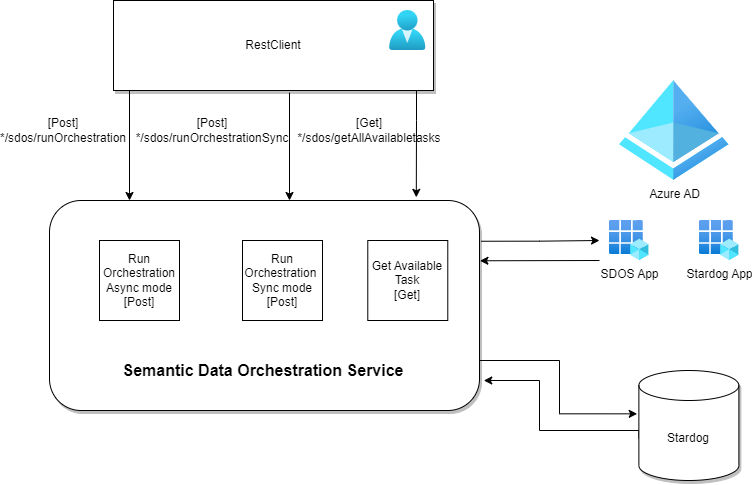 RestClient
[Post]
*/sdos/runOrchestration
[Post]
*/sdos/runOrchestrationSync
[Get]
*/sdos/getAllAvailabletasks
Azure AD
SDOS App
Stardog App
Run
Orchestration
Async mode
[Post]
Run
Orchestration
Sync mode
[Post]
Get Available
Task
[Get]
Semantic Data Orchestration Service
Stardog